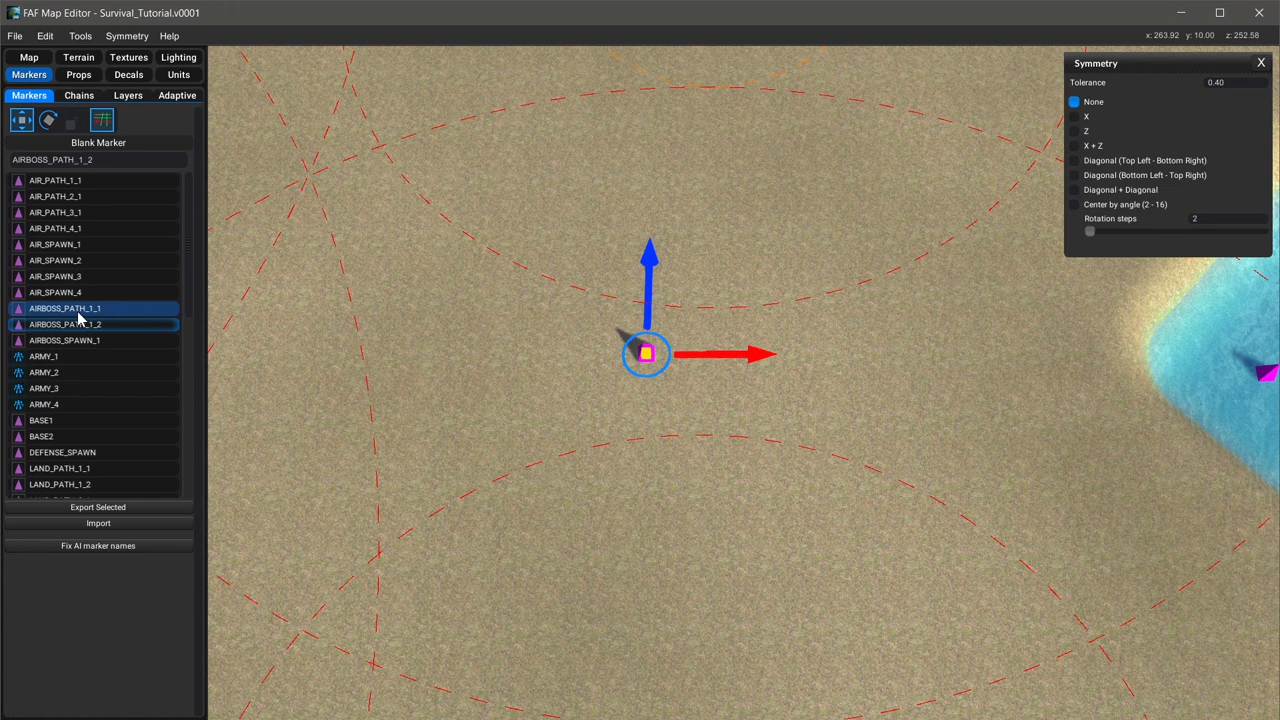 FAF Map Editor - Survival_Tutorial.v0001
File Edit Tools Symmetry Help
x: 263.92 y: 10.00 z: 252.58
Map Terrain Textures Lighting
Markers Props Decals Units
Markers Chains Layers Adaptive
Blank Marker
AIRBOSS_PATH_1_2
AIR_PATH_1_1
AIR_PATH_2_1
AIR_PATH_3_1
AIR_PATH_4_1
AIR_SPAWN_1
AIR_SPAWN_2
AIR_SPAWN_3
AIR_SPAWN_4
AIRBOSS_PATH_1_1
AIRBOSS_PATH_1_2
AIRBOSS_SPAWN_1
ARMY_1
ARMY_2
ARMY_3
ARMY_4
BASE1
BASE2
DEFENSE_SPAWN
LAND_PATH_1_1
LAND_PATH_1_2
Export Selected
Import
Fix AI marker names
Symmetry X
Tolerance 0.40
None
X
Z
X + Z
Diagonal (Top Left - Bottom Right)
Diagonal (Bottom Left - Top Right)
Diagonal + Diagonal
Center by angle (2 - 16)
Rotation steps 2